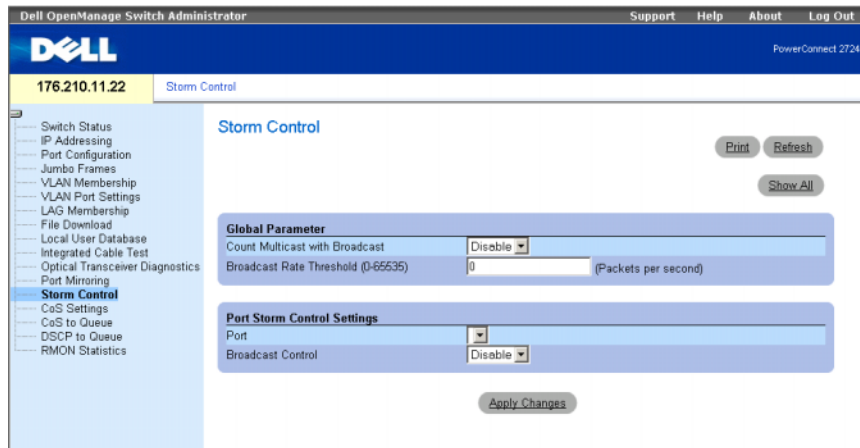 Dell OpenManage Switch Administrator
Support Help About Log Out
DELL
PowerConnect 2724
176.210.11.22
Storm Control
Switch Status
IP Addressing
Port Configuration
Jumbo Frames
VLAN Membership
VLAN Port Settings
LAG Membership
File Download
Local User Database
Integrated Cable Test
Optical Transceiver Diagnostics
Port Mirroring
Storm Control
CoS Settings
CoS to Queue
DSCP to Queue
RMON Statistics
Storm Control
Print Refresh
Show All
Global Parameter
Count Multicast with Broadcast Disable
Broadcast Rate Threshold (0-65535) 0 (Packets per second)
Port Storm Control Settings
Port
Broadcast Control Disable
Apply Changes